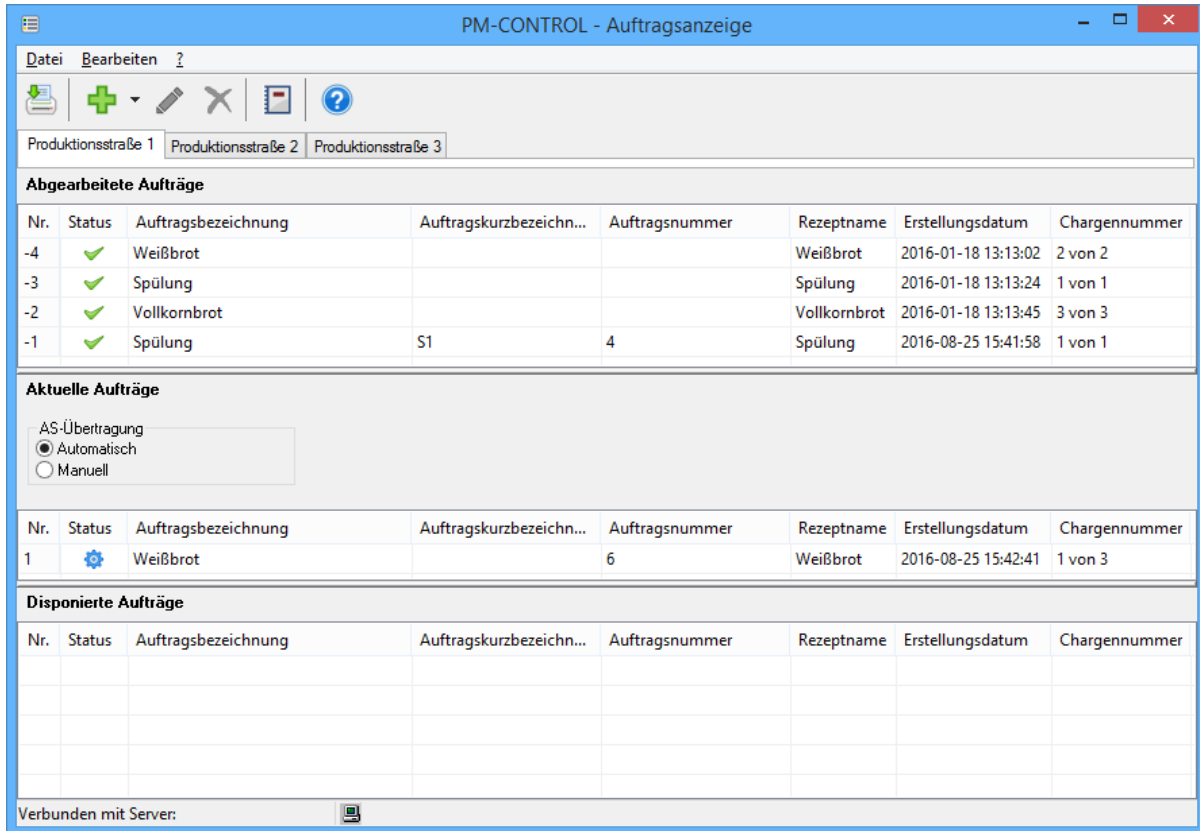 PM-CONTROL - Auftragsanzeige
Datei Bearbeiten ?
Produktionsstraße 1 Produktionsstraße 2 Produktionsstraße 3
Abgearbeitete Aufträge
Nr. Status Auftragsbezeichnung Auftragskurzbezeichn... Auftragsnummer Rezeptname Erstellungsdatum Chargennummer
-4 Weißbrot Weißbrot 2016-01-18 13:13:02 2 von 2
-3 Spülung Spülung 2016-01-18 13:13:24 1 von 1
-2 Vollkornbrot Vollkornbrot 2016-01-18 13:13:45 3 von 3
-1 Spülung S1 4 Spülung 2016-08-25 15:41:58 1 von 1
Aktuelle Aufträge
AS-Übertragung
Automatisch
Manuell
Nr. Status Auftragsbezeichnung Auftragskurzbezeichn... Auftragsnummer Rezeptname Erstellungsdatum Chargennummer
1 Weißbrot 6 Weißbrot 2016-08-25 15:42:41 1 von 3
Disponierte Aufträge
Nr. Status Auftragsbezeichnung Auftragskurzbezeichn... Auftragsnummer Rezeptname Erstellungsdatum Chargennummer
Verbunden mit Server: